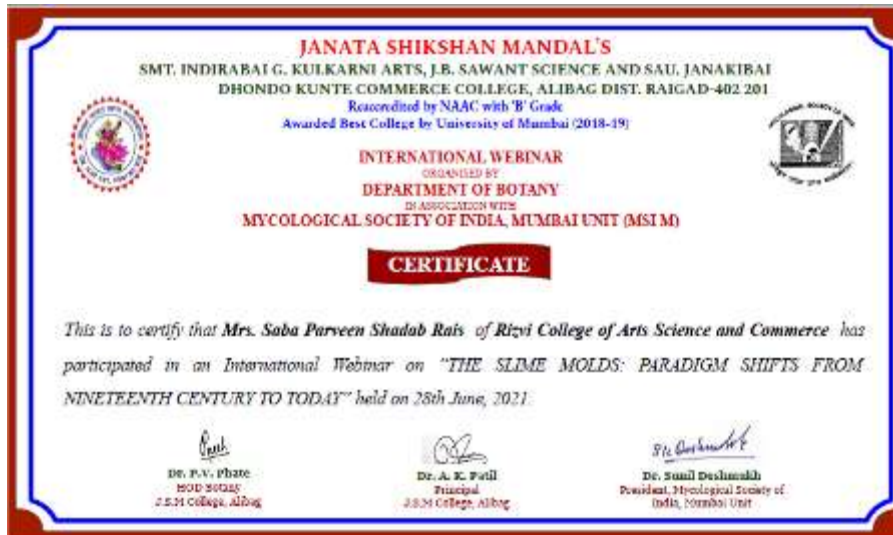 JANATA SHIKSHAN MANDAL'S
SMT. INDIRABAI G. KULKARNI ARTS, J.B. SAWANT SCIENCE AND SAU. JANAKIBAI
DHONDO KUNTE COMMERCE COLLEGE, ALIBAG DIST. RAIGAD-402 201
Reaccredited by NAAC with 'B' Grade
Awarded Best College by University of Mumbai (2018-19)
INTERNATIONAL WEBINAR
ORGANISED BY
DEPARTMENT OF BOTANY
IN ASSOCIATION WITH
MYCOLOGICAL SOCIETY OF INDIA, MUMBAI UNIT (MSI M)
CERTIFICATE
This is to certify that Mrs. Saba Parveen Shadab Rais of Rizvi College of Arts Science and Commerce has
participated in an International Webinar on "THE SLIME MOLDS: PARADIGM SHIFTS FROM
NINETEENTH CENTURY TO TODAY" held on 28th June, 2021.
Dr. P.V. Phate
HOD Botany
J.S.M College, Alibag
Dr. A. K. Patil
Principal
J.S.M College, Alibag
Dr. Sunil Deshmukh
President, Mycological Society of
India, Mumbai Unit